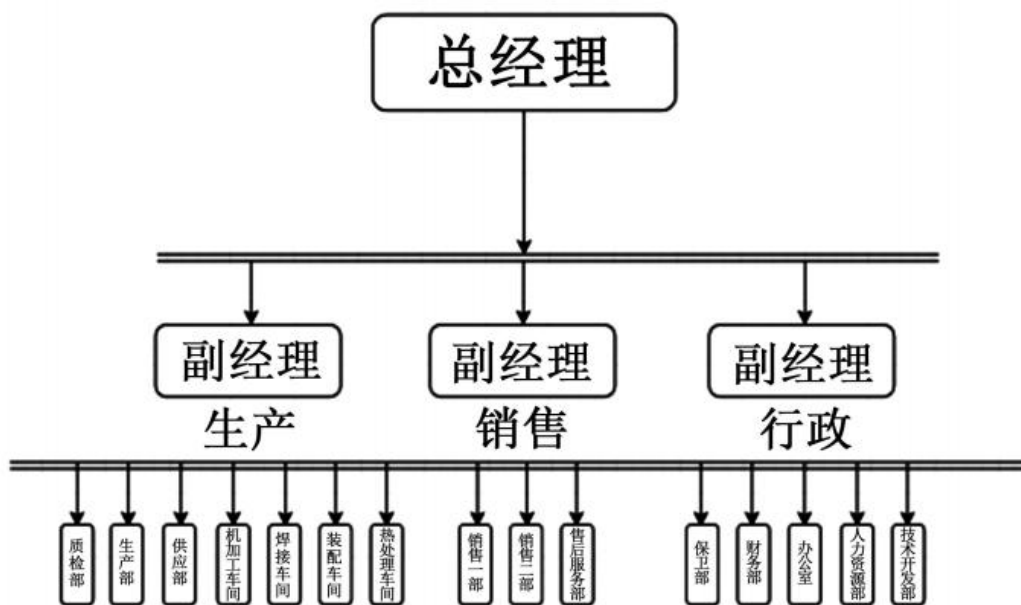 总经理
副经理
副经理
副经理
生产
销售
行政
质检部
生产部
供应部
机加工车间
焊接车间
装配车间
热处理车间
销售一部
销售二部
售后服务部
保卫部
财务部
办公室
人力资源部
技术开发部